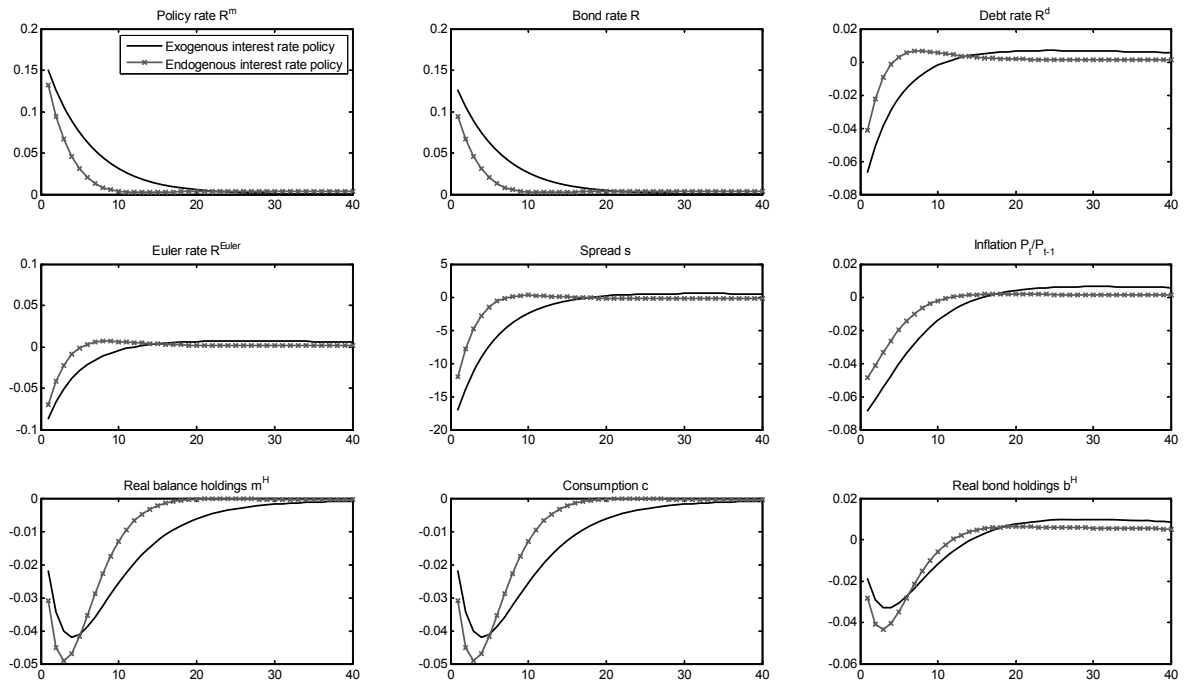 Policy rate R^m
0.2
0.15
0.1
0.05
0
0 10 20 30 40
Exogenous interest rate policy
Endogenous interest rate policy
Bond rate R
0.2
0.15
0.1
0.05
0
0 10 20 30 40
Debt rate R^d
0.02
0
-0.02
-0.04
-0.06
-0.08
0 10 20 30 40
Euler rate R^Euler
0.1
0.05
0
-0.05
-0.1
0 10 20 30 40
Spread s
5
0
-5
-10
-15
-20
0 10 20 30 40
Inflation P_t/P_t-1
0.02
0
-0.02
-0.04
-0.06
-0.08
0 10 20 30 40
Real balance holdings m^H
0
-0.01
-0.02
-0.03
-0.04
-0.05
0 10 20 30 40
Consumption c
0
-0.01
-0.02
-0.03
-0.04
-0.05
0 10 20 30 40
Real bond holdings b^H
0.02
0
-0.02
-0.04
-0.06
0 10 20 30 40